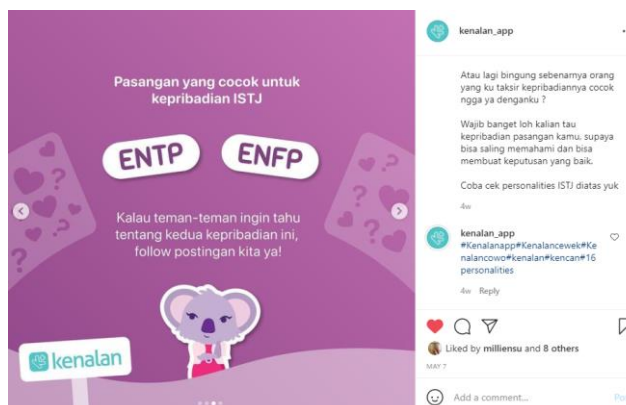 Pasangan yang cocok untuk
kepribadian ISTJ
ENTP
ENFP
Kalau teman-teman ingin tahu
tentang kedua kepribadian ini,
follow postingan kita ya!
kenalan
kenalan_app
Atau lagi bingung sebenarnya orang
yang ku taksir kepribadiannya cocok
ngga ya denganku ?
Wajib banget loh kalian tau
kepribadian pasangan kamu. supaya
bisa saling memahami dan bisa
membuat keputusan yang baik.
Coba cek personalities ISTJ diatas yuk
4w
kenalan_app
#Kenalanapp#Kenalancewek#Ke
nalancowo#kenalan#kencan#16
personalities
4w Reply
Liked by milliensu and 8 others
MAY 7
Add a comment...
Po